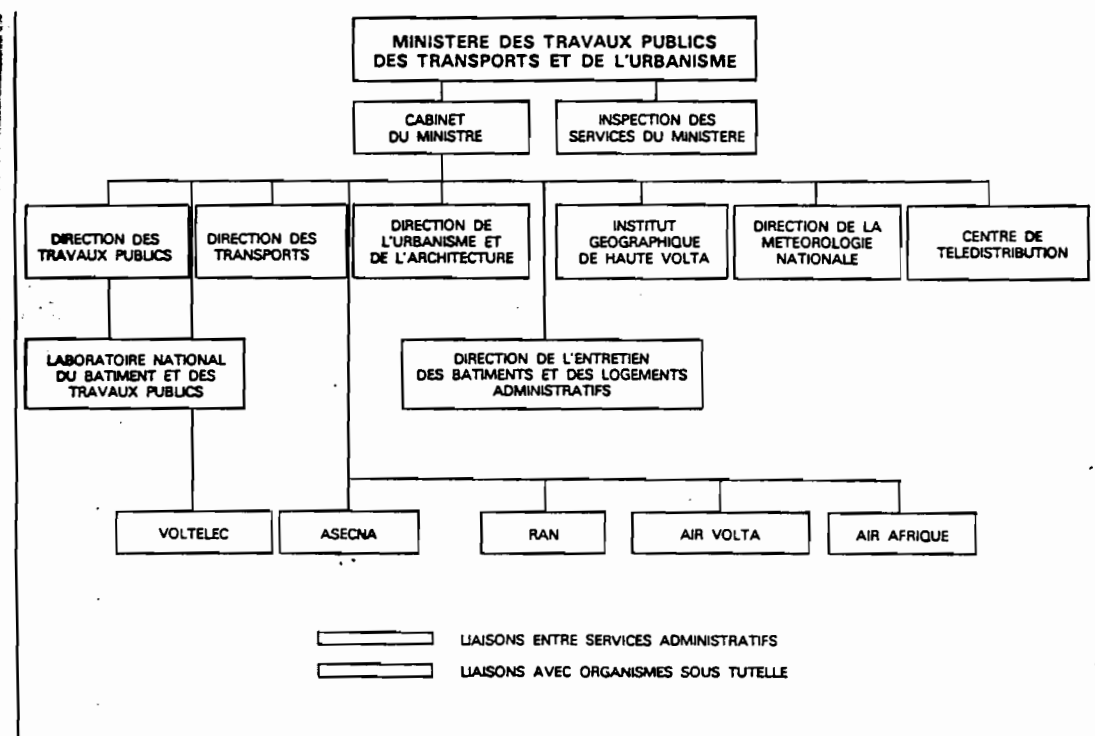 MINISTERE DES TRAVAUX PUBLICS
DES TRANSPORTS ET DE L'URBANISME
CABINET
DU MINISTRE
INSPECTION DES
SERVICES DU MINISTERE
DIRECTION DES
TRAVAUX PUBLICS
DIRECTION DES
TRANSPORTS
DIRECTION DE
L'URBANISME ET
DE L'ARCHITECTURE
INSTITUT
GEOGRAPHIQUE
DE HAUTE VOLTA
DIRECTION DE LA
METEOROLOGIE
NATIONALE
CENTRE DE
TELEDISTRIBUTION
LABORATOIRE NATIONAL
DU BATIMENT ET DES
TRAVAUX PUBLICS
DIRECTION DE L'ENTRETIEN
DES BATIMENTS ET DES LOGEMENTS
ADMINISTRATIFS
VOLTELEC
ASECNA
RAN
AIR VOLTA
AIR AFRIQUE
LIAISONS ENTRE SERVICES ADMINISTRATIFS
LIAISONS AVEC ORGANISMES SOUS TUTELLE